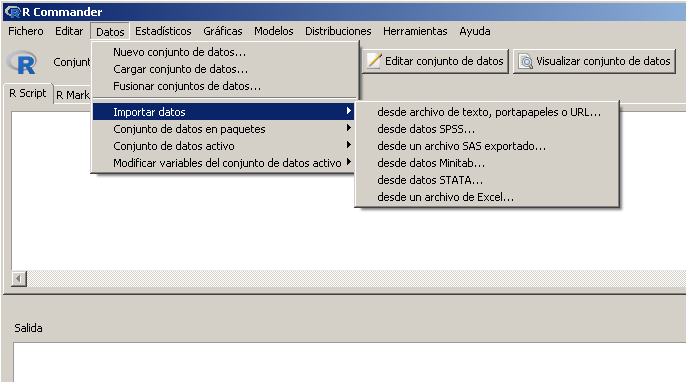 R Commander
Fichero Editar Datos Estadísticos Gráficas Modelos Distribuciones Herramientas Ayuda
R Conjunt Editar conjunto de datos Visualizar conjunto de datos
Nuevo conjunto de datos...
Cargar conjunto de datos...
Fusionar conjuntos de datos...
R Script R Mark
Importar datos
Conjunto de datos en paquetes
Conjunto de datos activo
Modificar variables del conjunto de datos activo
desde archivo de texto, portapapeles o URL...
desde datos SPSS...
desde un archivo SAS exportado...
desde datos Minitab...
desde datos STATA...
desde un archivo de Excel...
Salida